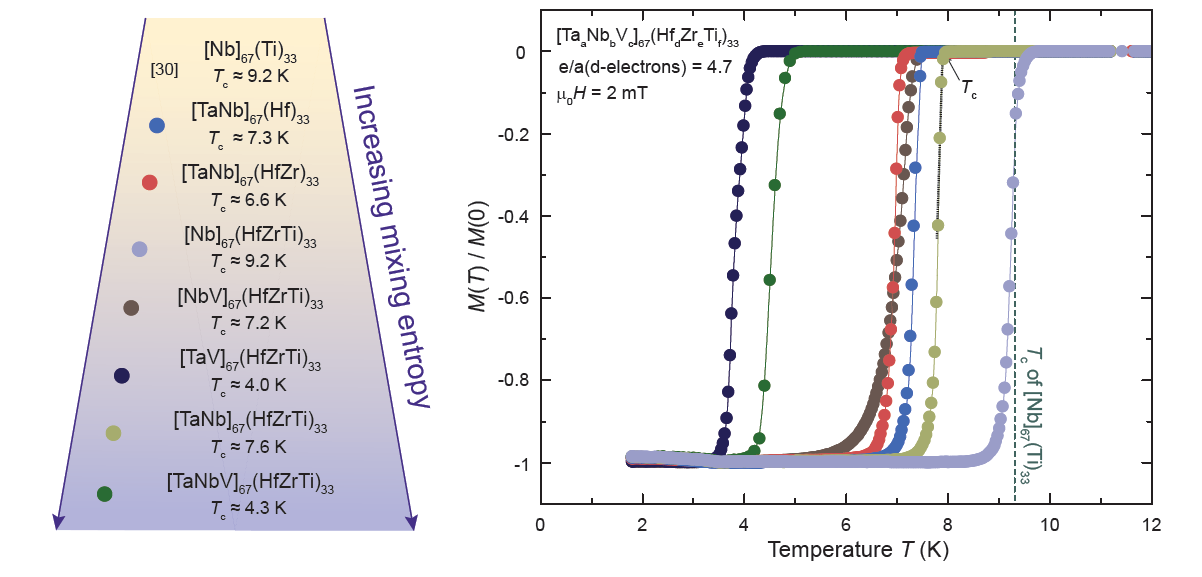 [Nb]67(Ti)33
[30]
Tc ≈ 9.2 K
[TaNb]67(Hf)33
Tc ≈ 7.3 K
[TaNb]67(HfZr)33
Tc ≈ 6.6 K
[Nb]67(HfZrTi)33
Tc ≈ 9.2 K
[NbV]67(HfZrTi)33
Tc ≈ 7.2 K
[TaV]67(HfZrTi)33
Tc ≈ 4.0 K
[TaNb]67(HfZrTi)33
Tc ≈ 7.6 K
[TaNbV]67(HfZrTi)33
Tc ≈ 4.3 K
Increasing mixing entropy
[TaaNbbVc]67(HfdZreTif)33
e/a(d-electrons) = 4.7
μ0H = 2 mT
Tc
Tc of [Nb]67(Ti)33
M(T) / M(0)
0
-0.2
-0.4
-0.6
-0.8
-1
0 2 4 6 8 10 12
Temperature T (K)